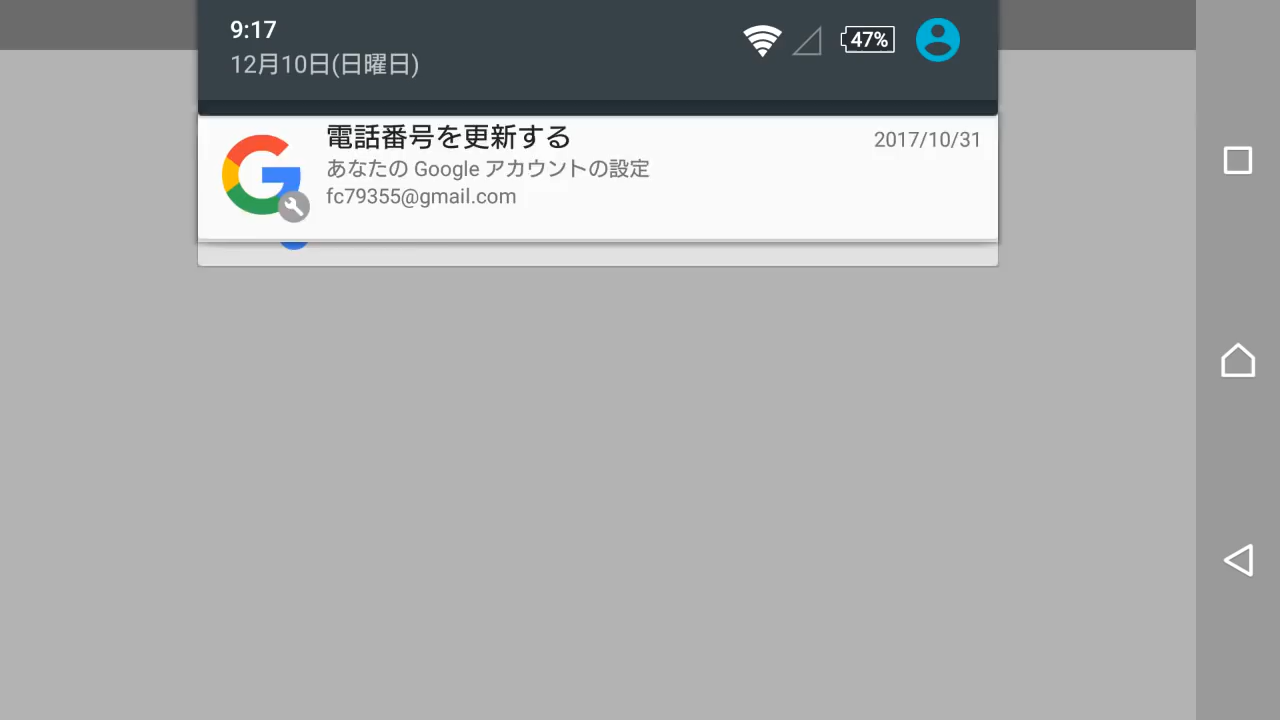 9:17
47%
12月10日(日曜日)
電話番号を更新する
2017/10/31
あなたの Google アカウントの設定
fc79355@gmail.com